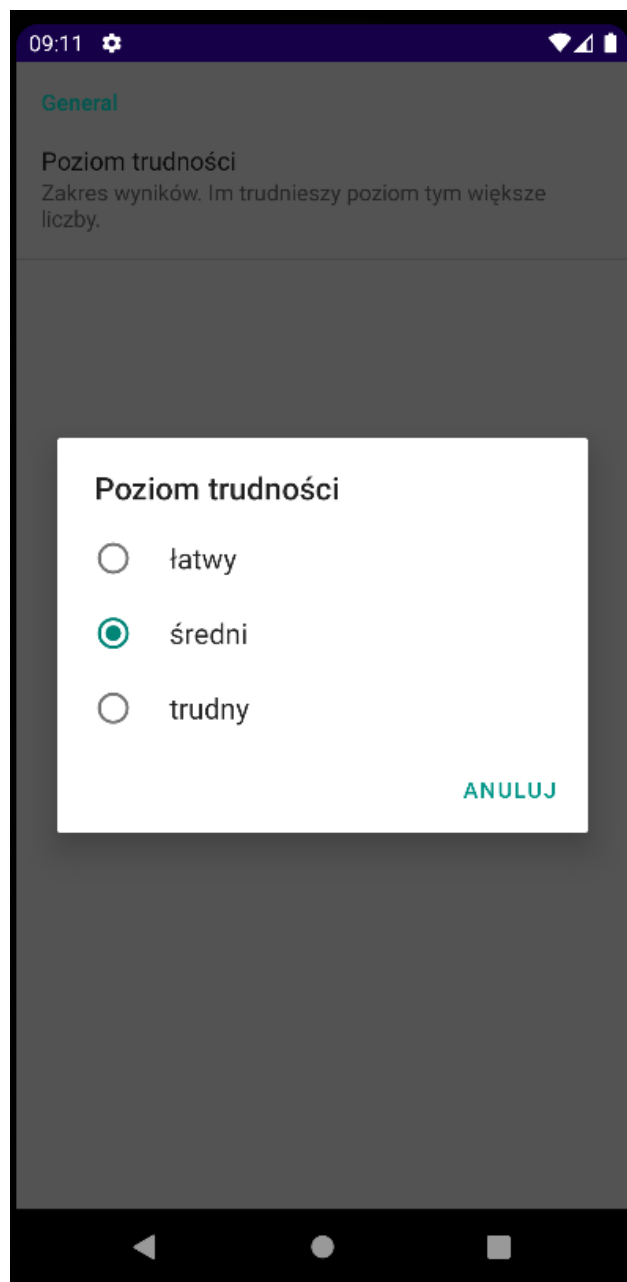 09:11
General
Poziom trudności
Zakres wyników. Im trudnieszy poziom tym większe
liczby.
Poziom trudności
łatwy
średni
trudny
ANULUJ